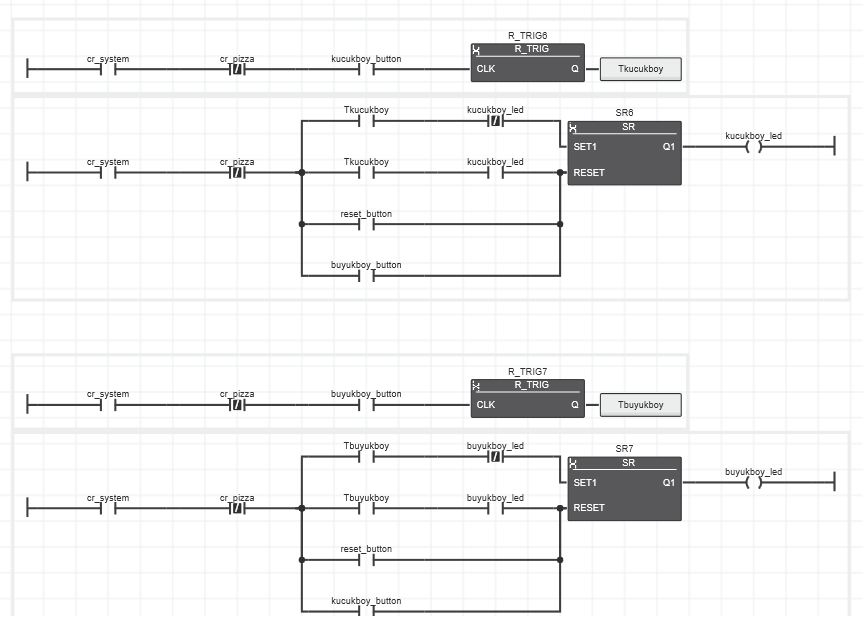 R_TRIG6
cr_system cr_pizza kucukboy_button R_TRIG
CLK Q Tkucukboy
Tkucukboy kucukboy_led SR6
SR
kucukboy_led
SET1 Q1
cr_system cr_pizza Tkucukboy kucukboy_led
RESET
reset_button
buyukboy_button
R_TRIG7
cr_system cr_pizza buyukboy_button R_TRIG
CLK Q Tbuyukboy
Tbuyukboy buyukboy_led SR7
SR
buyukboy_led
SET1 Q1
cr_system cr_pizza Tbuyukboy buyukboy_led
RESET
reset_button
kucukboy_button